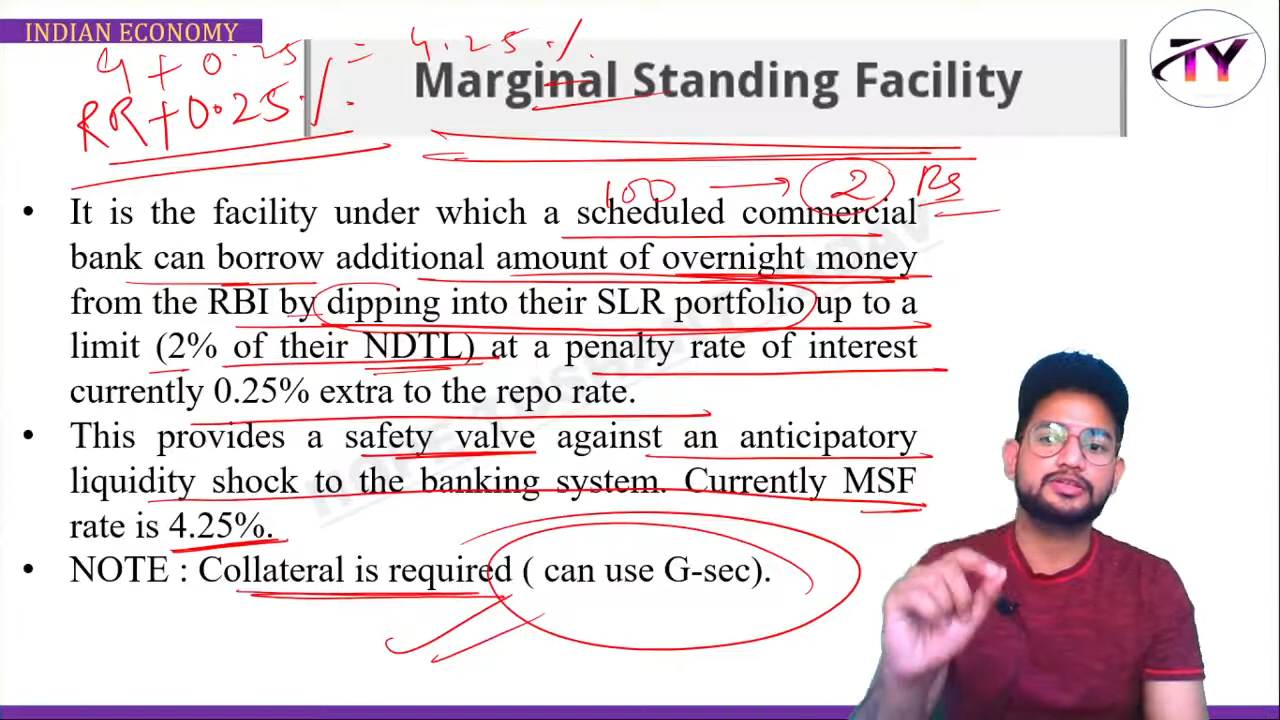 INDIAN ECONOMY
TY
4 + 0.25 = 4.25 %.
RR + 0.25 %.
Marginal Standing Facility
100 → 2 Rs
• It is the facility under which a scheduled commercial
bank can borrow additional amount of overnight money
from the RBI by dipping into their SLR portfolio up to a
limit (2% of their NDTL) at a penalty rate of interest
currently 0.25% extra to the repo rate.
• This provides a safety valve against an anticipatory
liquidity shock to the banking system. Currently MSF
rate is 4.25%.
• NOTE : Collateral is required ( can use G-sec).